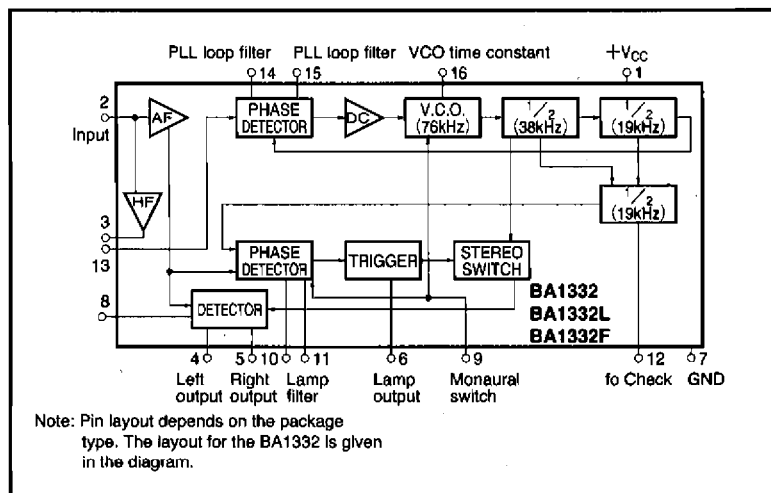 PLL loop filter PLL loop filter VCO time constant +VCC
14 15 16 1
2
Input
AF
PHASE DETECTOR
DC
V.C.O. (76kHz)
1/2 (38kHz)
1/2 (19kHz)
HF
1/2 (19kHz)
3
13
PHASE DETECTOR
TRIGGER
STEREO SWITCH
8
DETECTOR
BA1332
BA1332L
BA1332F
4 5 10 11 6 9 12 7
Left output
Right output
Lamp filter
Lamp output
Monaural switch
fo Check
GND
Note: Pin layout depends on the package
type. The layout for the BA1332 is given
in the diagram.